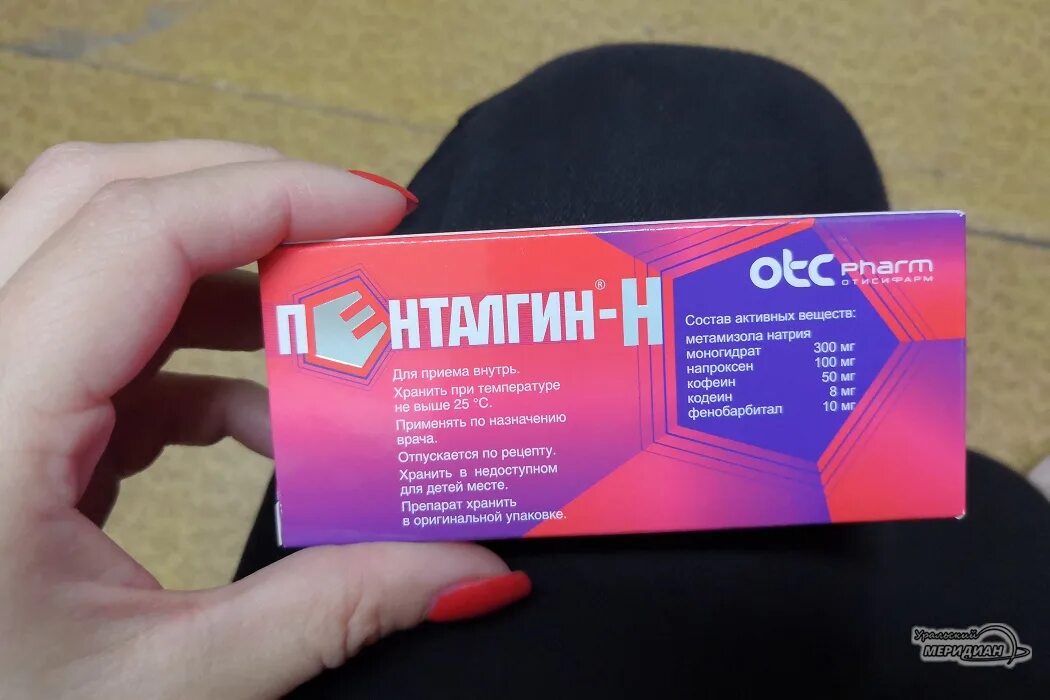 ПЕНТАЛГИН®-Н
Для приема внутрь.
Хранить при температуре
не выше 25 °C.
Применять по назначению
врача.
Отпускается по рецепту.
Хранить в недоступном
для детей месте.
Препарат хранить
в оригинальной упаковке.
otc pharm
ОТИСИФАРМ
Состав активных веществ:
метамизола натрия
моногидрат 300 мг
напроксен 100 мг
кофеин 50 мг
кодеин 8 мг
фенобарбитал 10 мг
Уральский
МЕРИДИАН